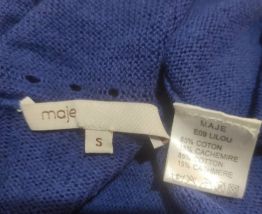 maje
S
MAJE
E09 LILOU
85% COTON
15% CACHEMIRE
85% COTTON
15% CASHMERE